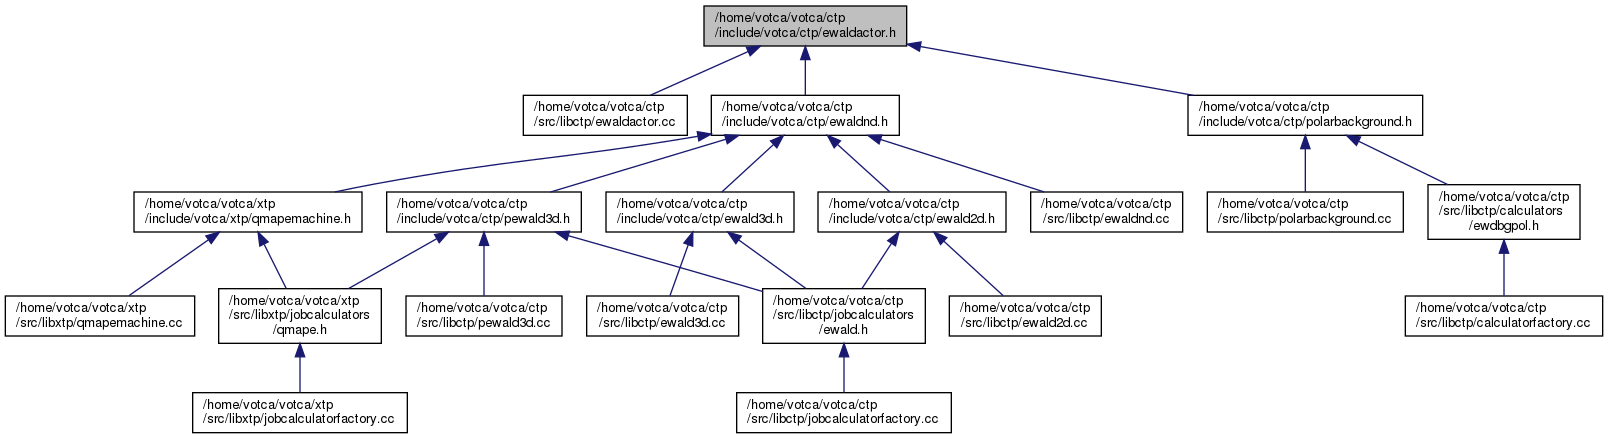 /home/votca/votca/ctp
/include/votca/ctp/ewaldactor.h
/home/votca/votca/ctp
/src/libctp/ewaldactor.cc
/home/votca/votca/ctp
/include/votca/ctp/ewaldnd.h
/home/votca/votca/ctp
/include/votca/ctp/polarbackground.h
/home/votca/votca/xtp
/include/votca/xtp/qmapemachine.h
/home/votca/votca/ctp
/include/votca/ctp/pewald3d.h
/home/votca/votca/ctp
/include/votca/ctp/ewald3d.h
/home/votca/votca/ctp
/include/votca/ctp/ewald2d.h
/home/votca/votca/ctp
/src/libctp/ewaldnd.cc
/home/votca/votca/ctp
/src/libctp/polarbackground.cc
/home/votca/votca/ctp
/src/libctp/calculators
/ewdbgpol.h
/home/votca/votca/xtp
/src/libxtp/qmapemachine.cc
/home/votca/votca/xtp
/src/libxtp/jobcalculators
/qmape.h
/home/votca/votca/ctp
/src/libctp/pewald3d.cc
/home/votca/votca/ctp
/src/libctp/ewald3d.cc
/home/votca/votca/ctp
/src/libctp/jobcalculators
/ewald.h
/home/votca/votca/ctp
/src/libctp/ewald2d.cc
/home/votca/votca/ctp
/src/libctp/calculatorfactory.cc
/home/votca/votca/xtp
/src/libxtp/jobcalculatorfactory.cc
/home/votca/votca/ctp
/src/libctp/jobcalculatorfactory.cc